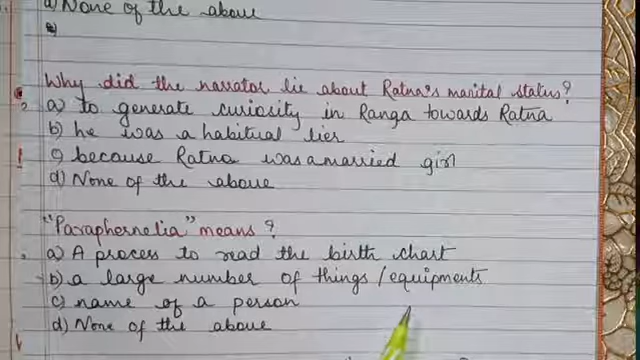 d) None of the above
Why did the narrator lie about Ratna's marital status?
a) to generate curiosity in Ranga towards Ratna
b) he was a habitual lier
c) because Ratna was a married girl
d) None of the above
"Paraphernelia" means?
a) A process to read the birth chart
b) a large number of things/equipments
c) name of a person
d) None of the above